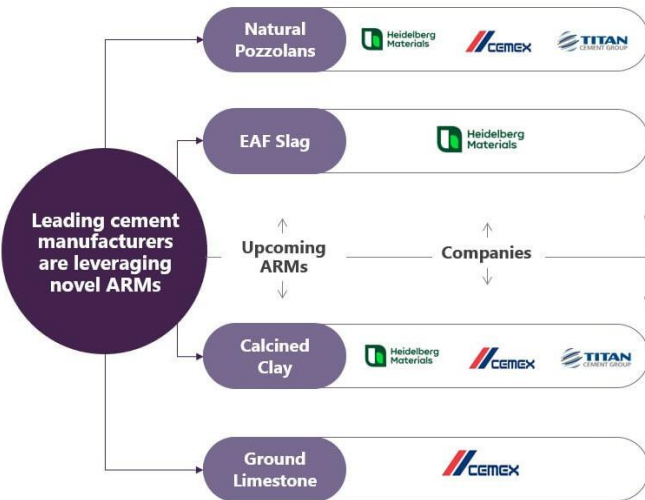 Natural
Pozzolans
Heidelberg
Materials
CEMEX
TITAN
CEMENT GROUP
EAF Slag
Heidelberg
Materials
Leading cement
manufacturers
are leveraging
novel ARMs
Upcoming
ARMs
Companies
Calcined
Clay
Heidelberg
Materials
CEMEX
TITAN
CEMENT GROUP
Ground
Limestone
CEMEX